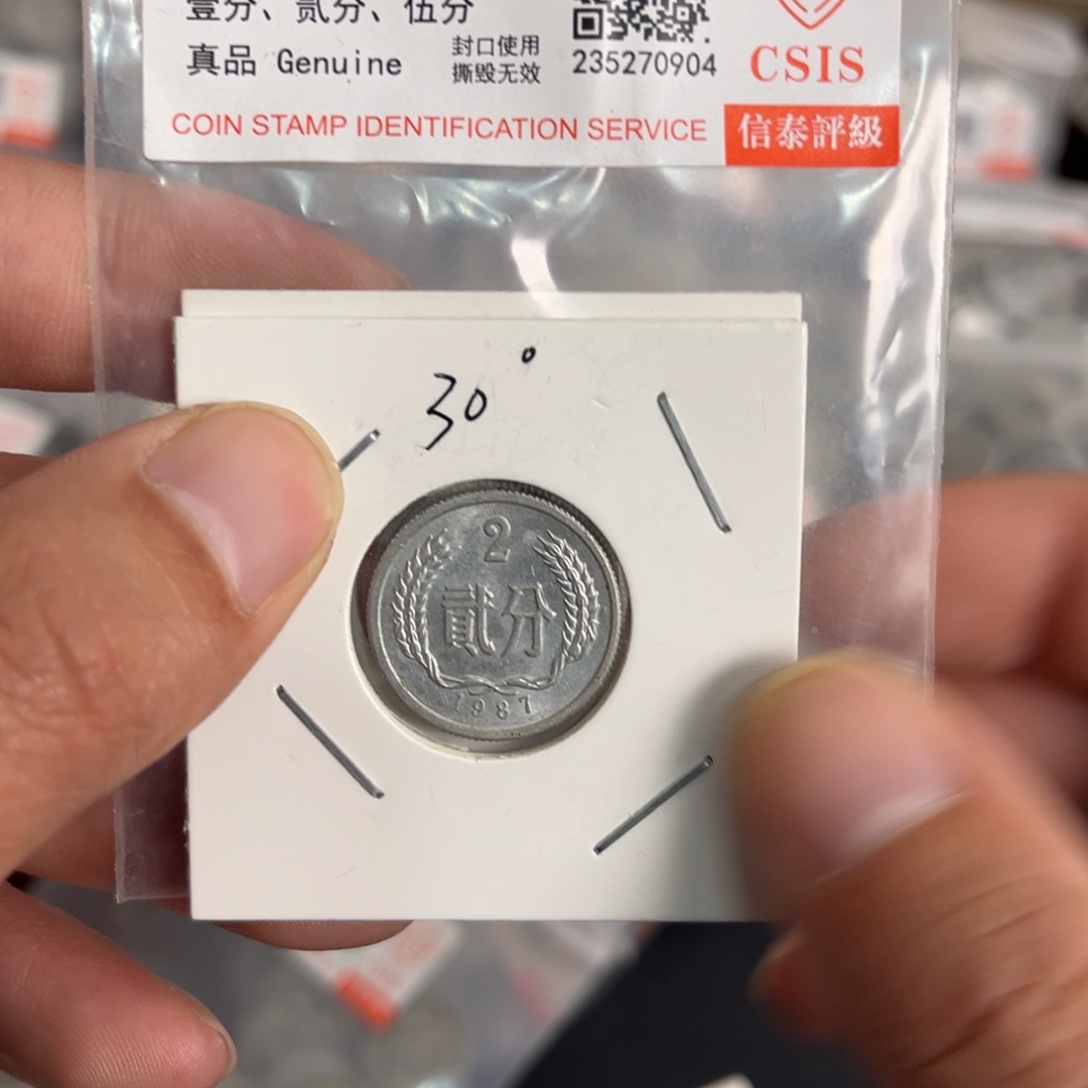 壹分、贰分、伍分
真品 Genuine
封口使用
撕毁无效
235270904
CSIS
COIN STAMP IDENTIFICATION SERVICE
信泰評級
30°
2
貳分
1987